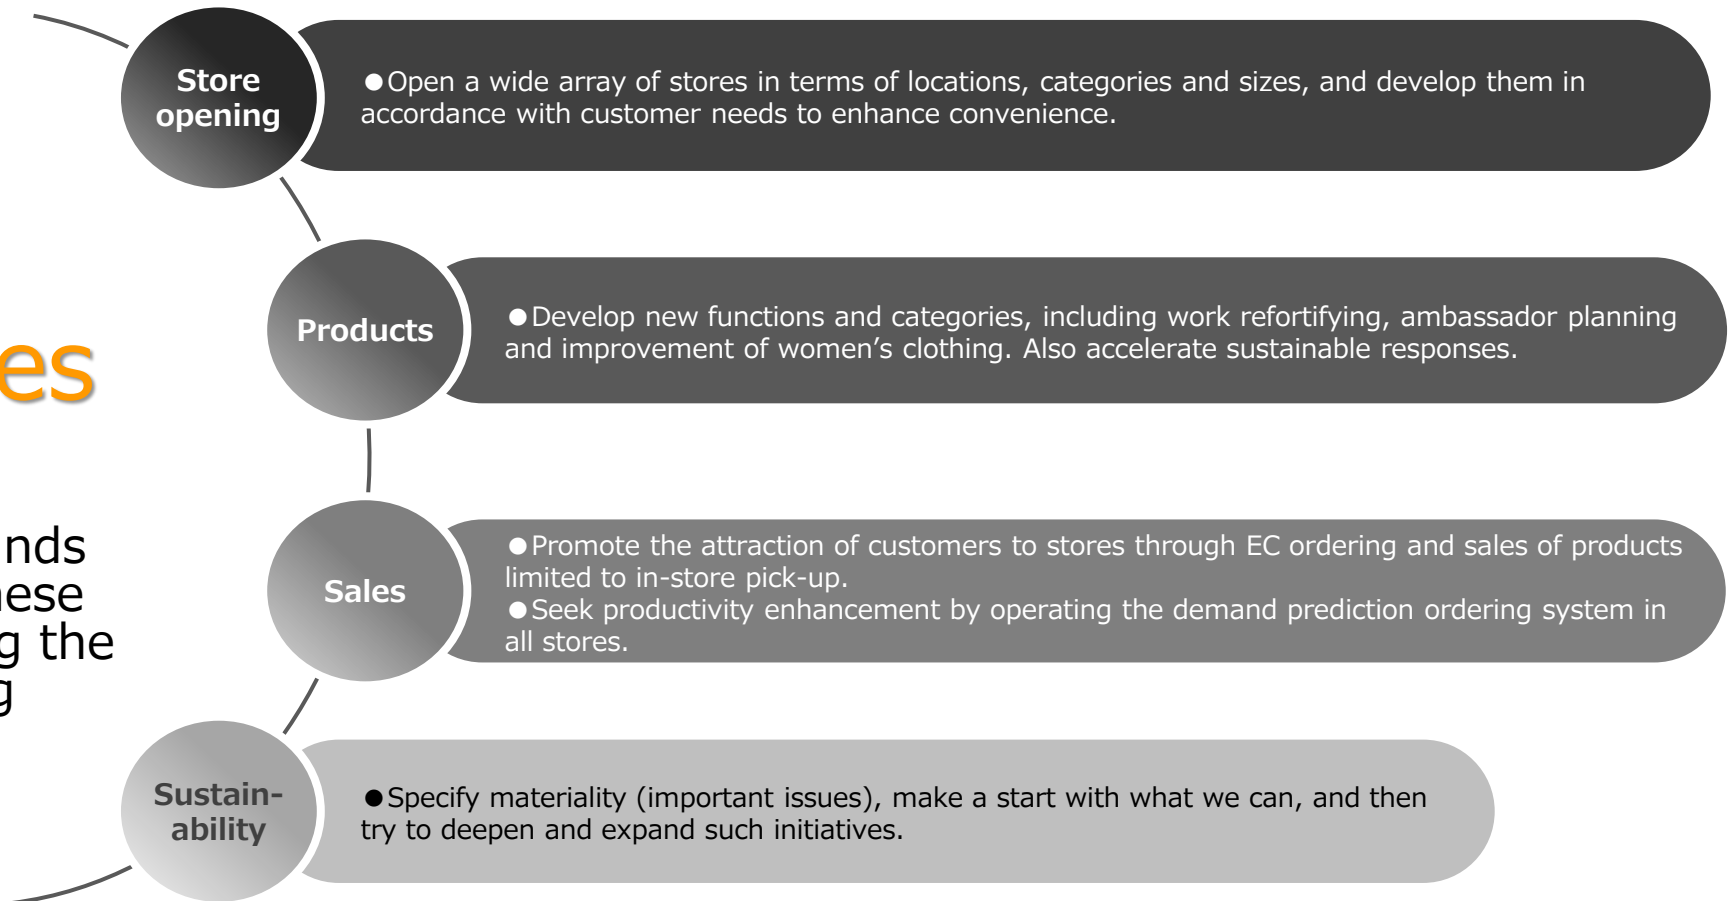 Store
opening
●Open a wide array of stores in terms of locations, categories and sizes, and develop them in
accordance with customer needs to enhance convenience.
Products
●Develop new functions and categories, including work refortifying, ambassador planning
and improvement of women’s clothing. Also accelerate sustainable responses.
es
nds
hese
g the
g
Sales
●Promote the attraction of customers to stores through EC ordering and sales of products
limited to in-store pick-up.
●Seek productivity enhancement by operating the demand prediction ordering system in
all stores.
Sustain-
ability
●Specify materiality (important issues), make a start with what we can, and then
try to deepen and expand such initiatives.